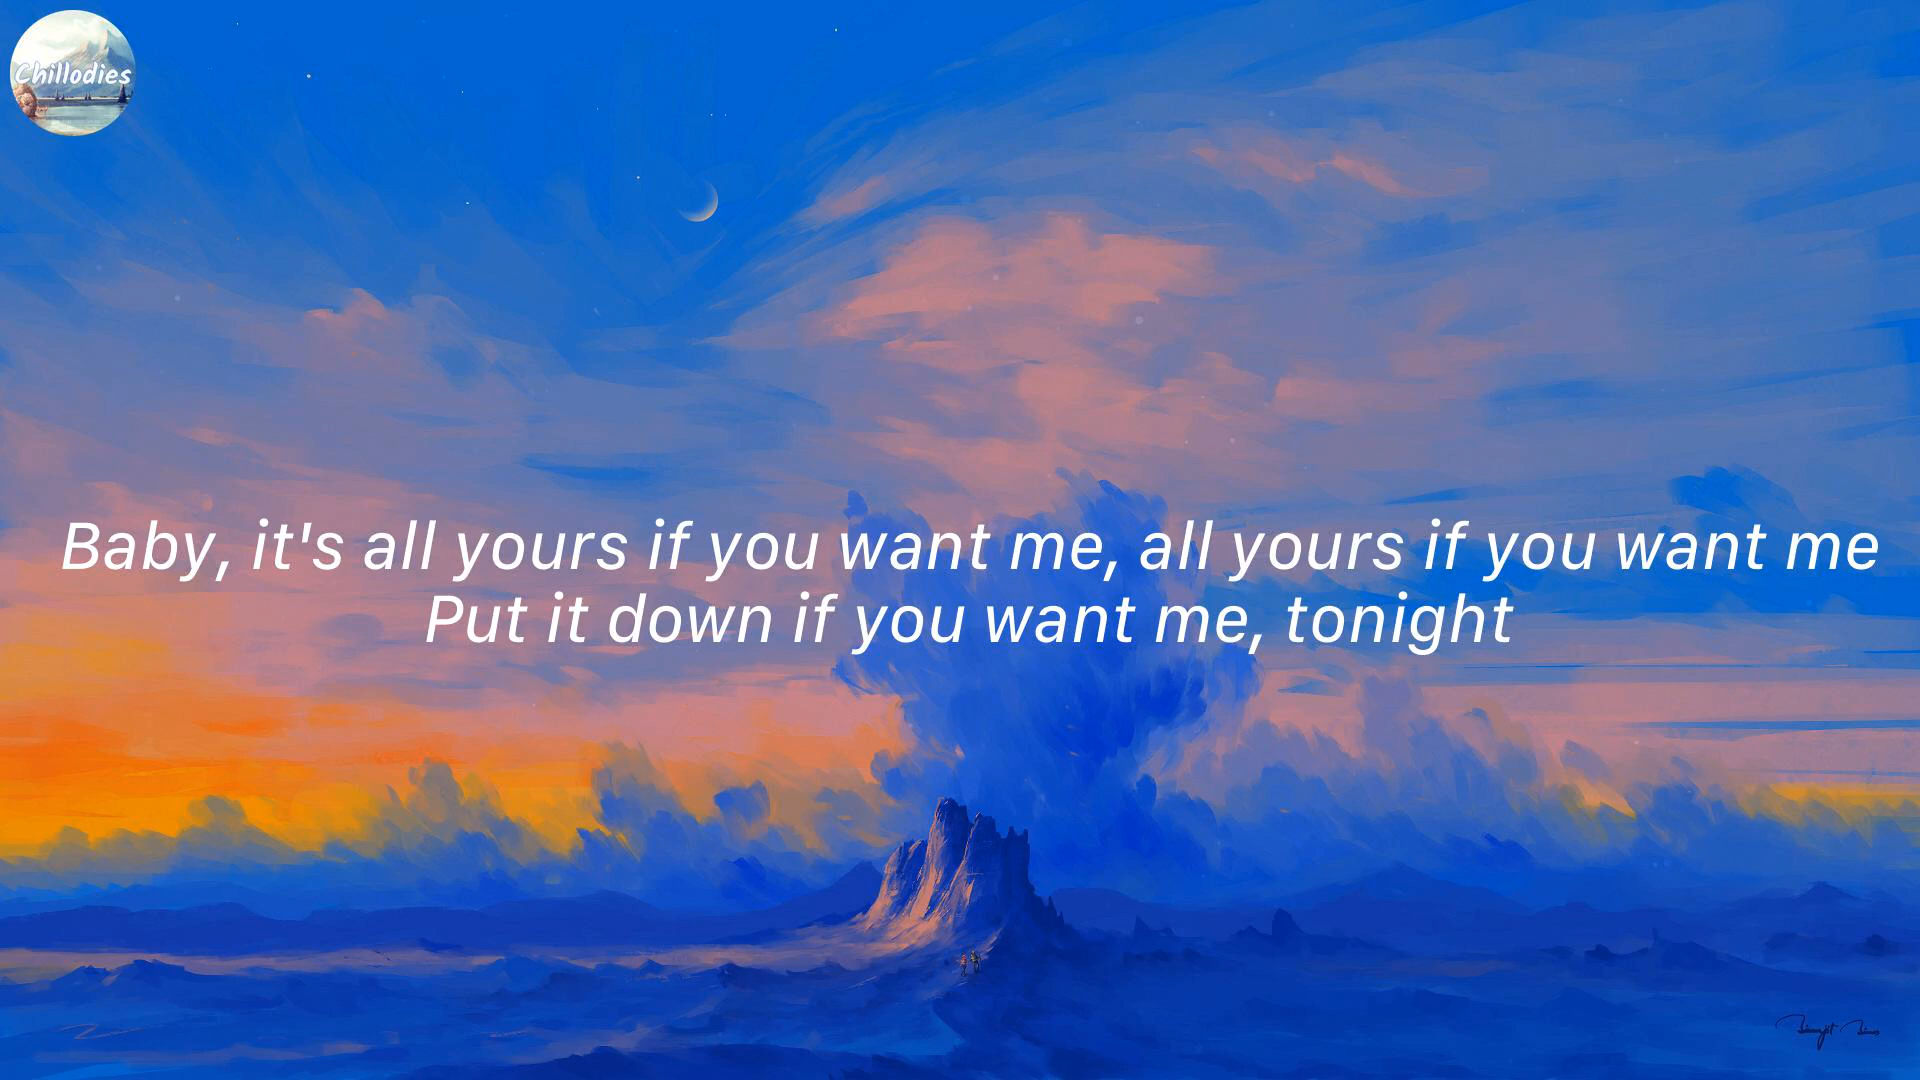 Chillodies
Baby, it's all yours if you want me, all yours if you want me
Put it down if you want me, tonight